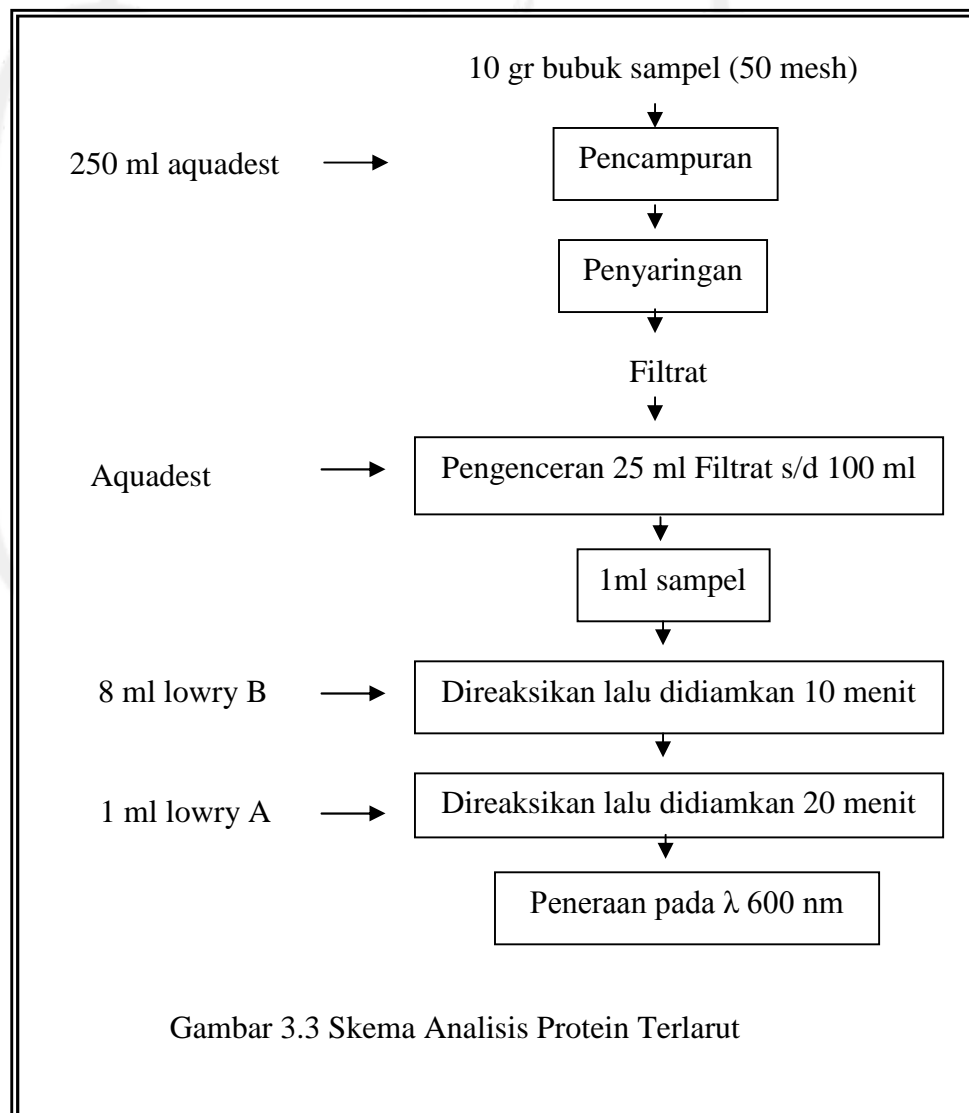 10 gr bubuk sampel (50 mesh)
250 ml aquadest
Pencampuran
Penyaringan
Filtrat
Aquadest
Pengenceran 25 ml Filtrat s/d 100 ml
1ml sampel
8 ml lowry B
Direaksikan lalu didiamkan 10 menit
1 ml lowry A
Direaksikan lalu didiamkan 20 menit
Peneraan pada λ 600 nm
Gambar 3.3 Skema Analisis Protein Terlarut